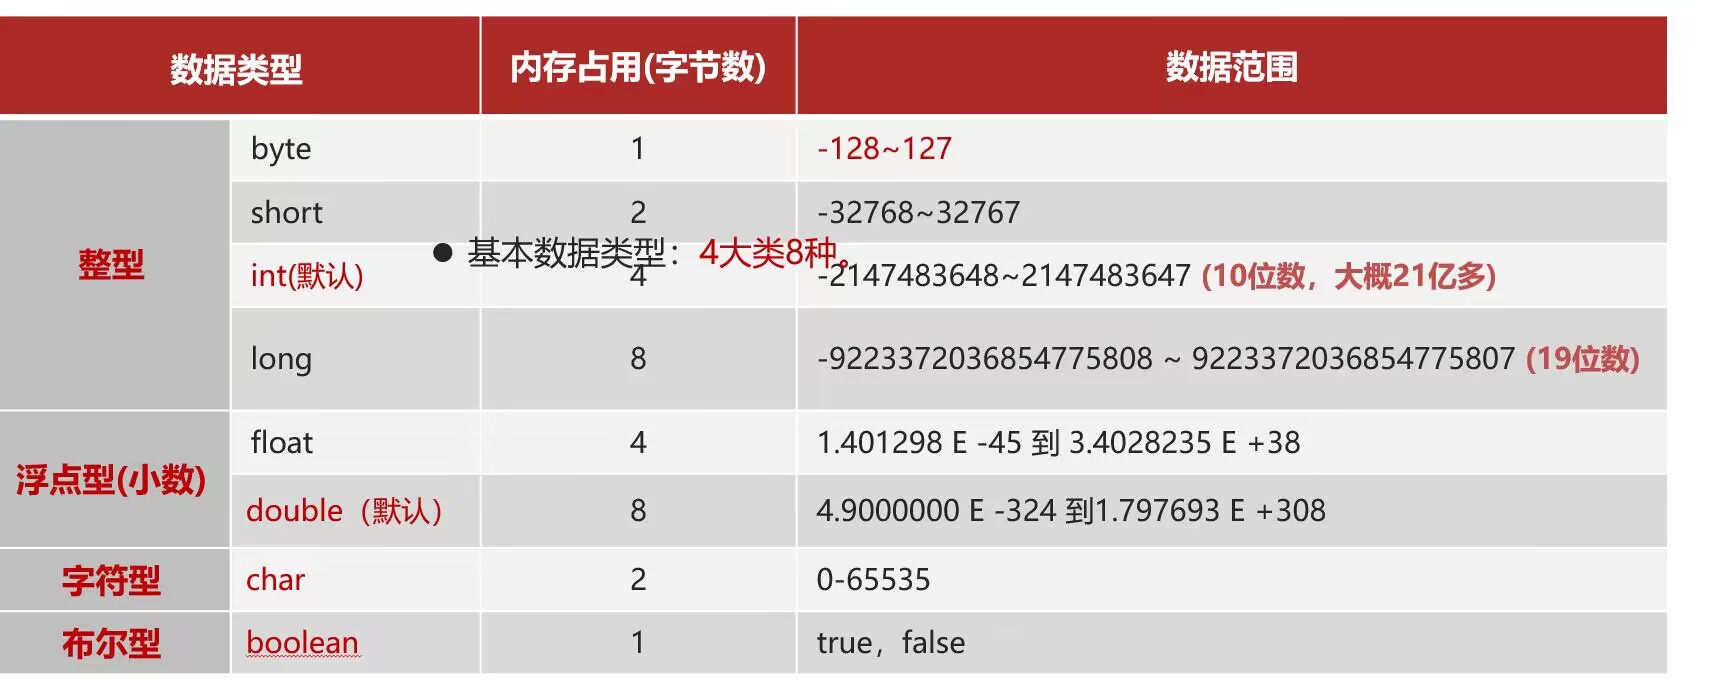 数据类型 内存占用(字节数) 数据范围
整型
byte 1 -128~127
short 2 -32768~32767
● 基本数据类型：4大类8种。
int(默认) 4 -2147483648~2147483647 (10位数，大概21亿多)
long 8 -9223372036854775808 ~ 9223372036854775807 (19位数)
浮点型(小数)
float 4 1.401298 E -45 到 3.4028235 E +38
double（默认） 8 4.9000000 E -324 到1.797693 E +308
字符型 char 2 0-65535
布尔型 boolean 1 true，false